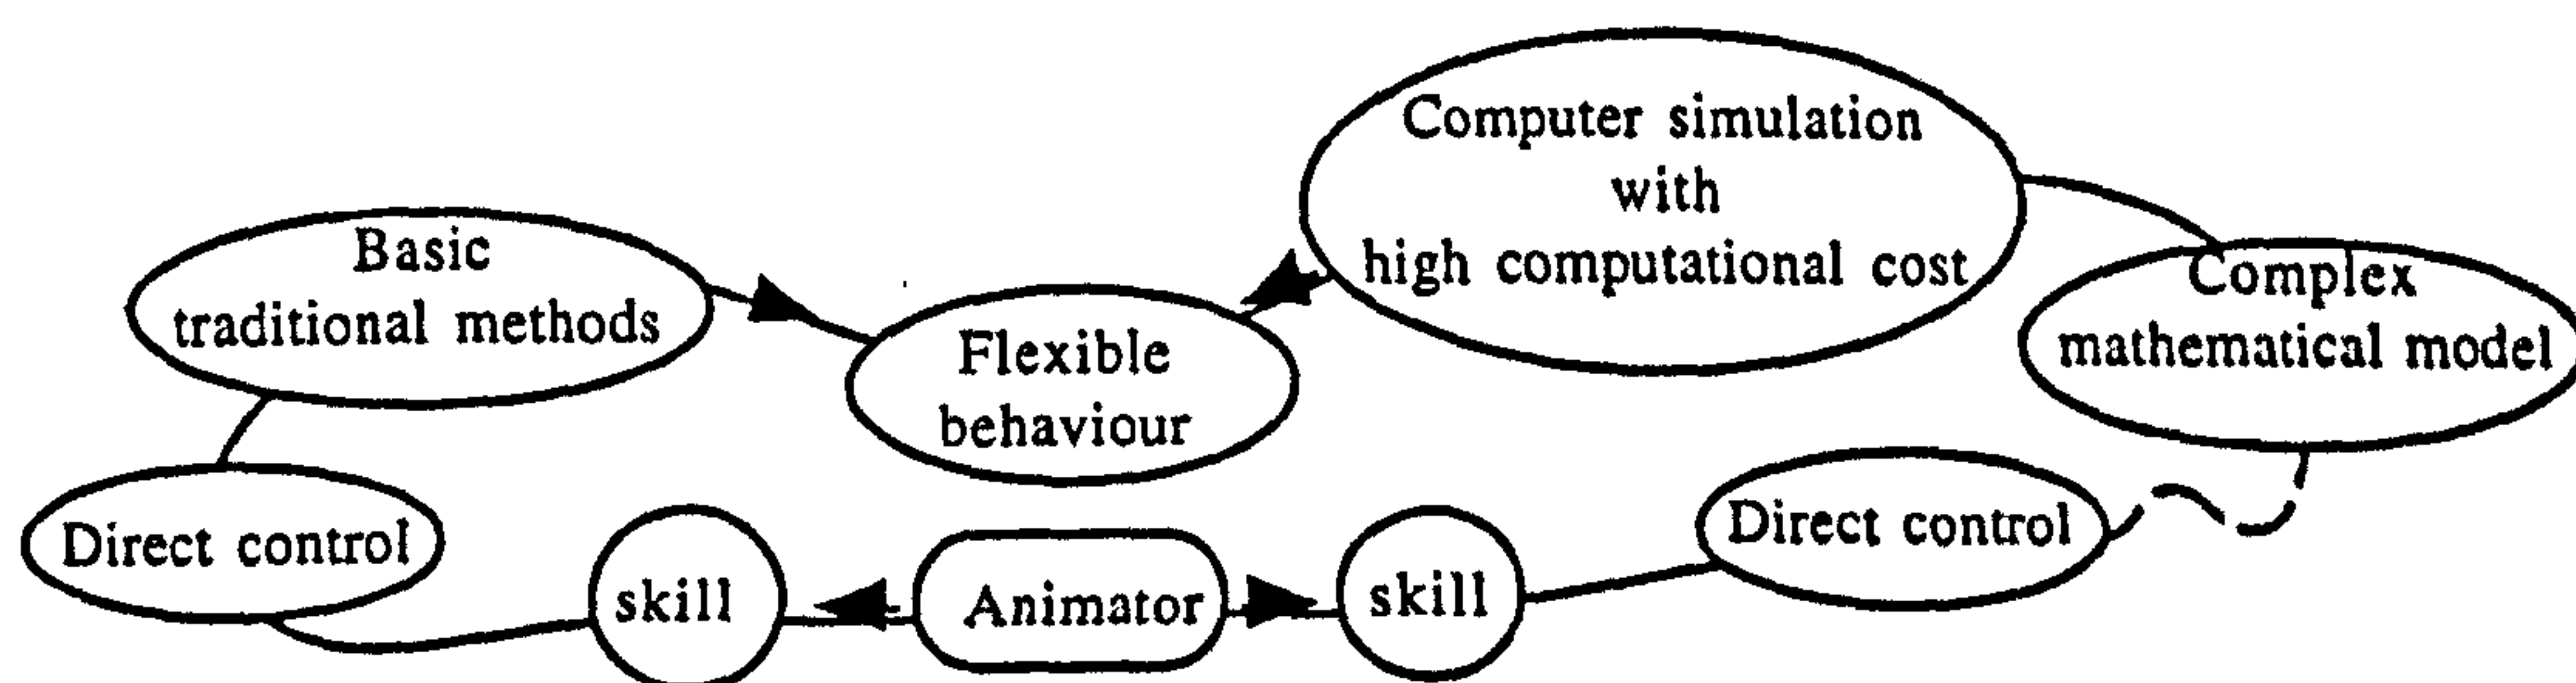 Computer simulation
with
high computational cost
Basic
traditional methods
Complex
mathematical model
Flexible
behaviour
Direct control
Direct control
skill
Animator
skill